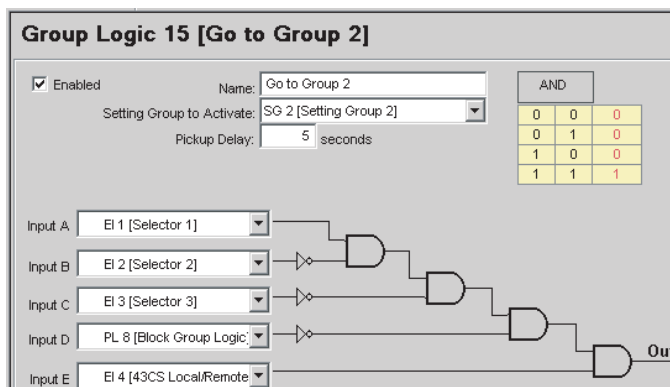 Group Logic 15 [Go to Group 2]
Enabled
Name: Go to Group 2
Setting Group to Activate: SG 2 [Setting Group 2]
Pickup Delay: 5 seconds
AND
0 0 0
0 1 0
1 0 0
1 1 1
Input A EI 1 [Selector 1]
Input B EI 2 [Selector 2]
Input C EI 3 [Selector 3]
Input D PL 8 [Block Group Logic]
Input E EI 4 [43CS Local/Remote
Out